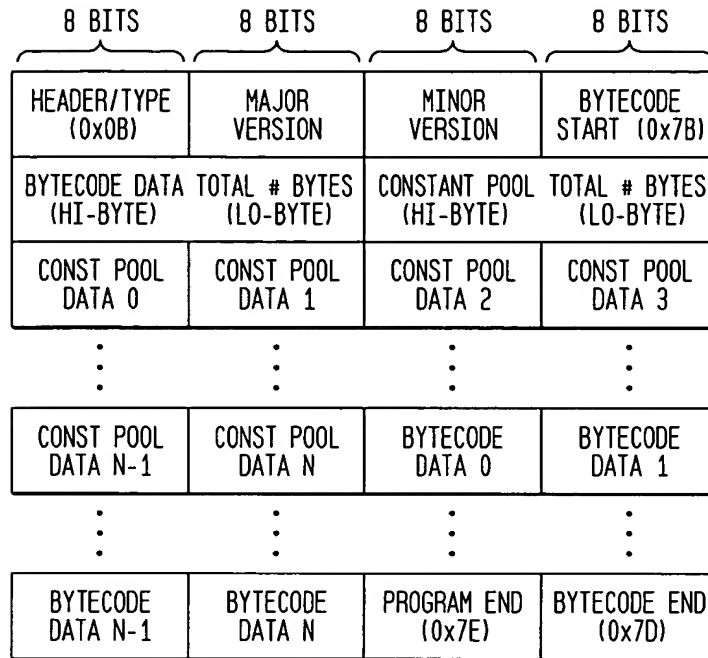 8 BITS 8 BITS 8 BITS 8 BITS
HEADER/TYPE MAJOR MINOR BYTECODE
(0x0B) VERSION VERSION START (0x7B)
BYTECODE DATA TOTAL # BYTES CONSTANT POOL TOTAL # BYTES
(HI-BYTE) (LO-BYTE) (HI-BYTE) (LO-BYTE)
CONST POOL CONST POOL CONST POOL CONST POOL
DATA 0 DATA 1 DATA 2 DATA 3
CONST POOL CONST POOL BYTECODE BYTECODE
DATA N-1 DATA N DATA 0 DATA 1
BYTECODE BYTECODE PROGRAM END BYTECODE END
DATA N-1 DATA N (0x7E) (0x7D)